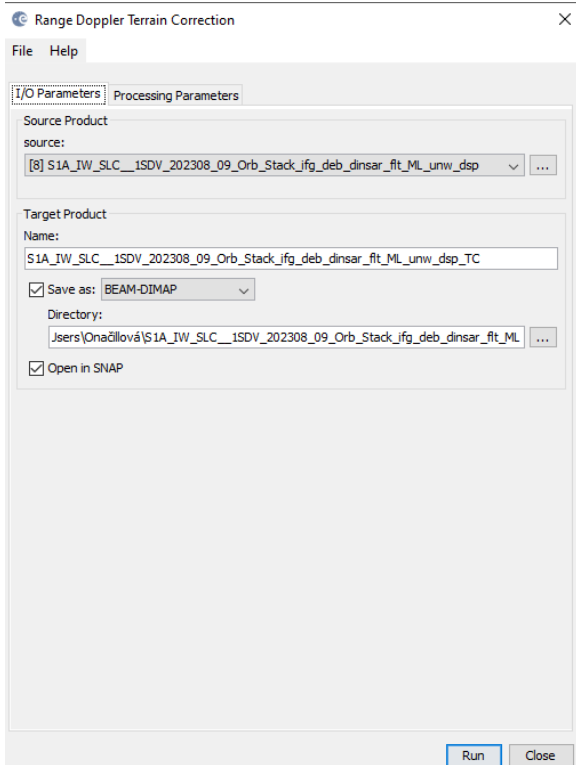 Range Doppler Terrain Correction
File Help
I/O Parameters Processing Parameters
Source Product
source:
[8] S1A_IW_SLC__1SDV_202308_09_Orb_Stack_ifg_deb_dinsar_flt_ML_unw_dsp ...
Target Product
Name:
S1A_IW_SLC__1SDV_202308_09_Orb_Stack_ifg_deb_dinsar_flt_ML_unw_dsp_TC
Save as: BEAM-DIMAP
Directory:
Jsers\Onačillová\S1A_IW_SLC__1SDV_202308_09_Orb_Stack_ifg_deb_dinsar_flt_ML ...
Open in SNAP
Run Close